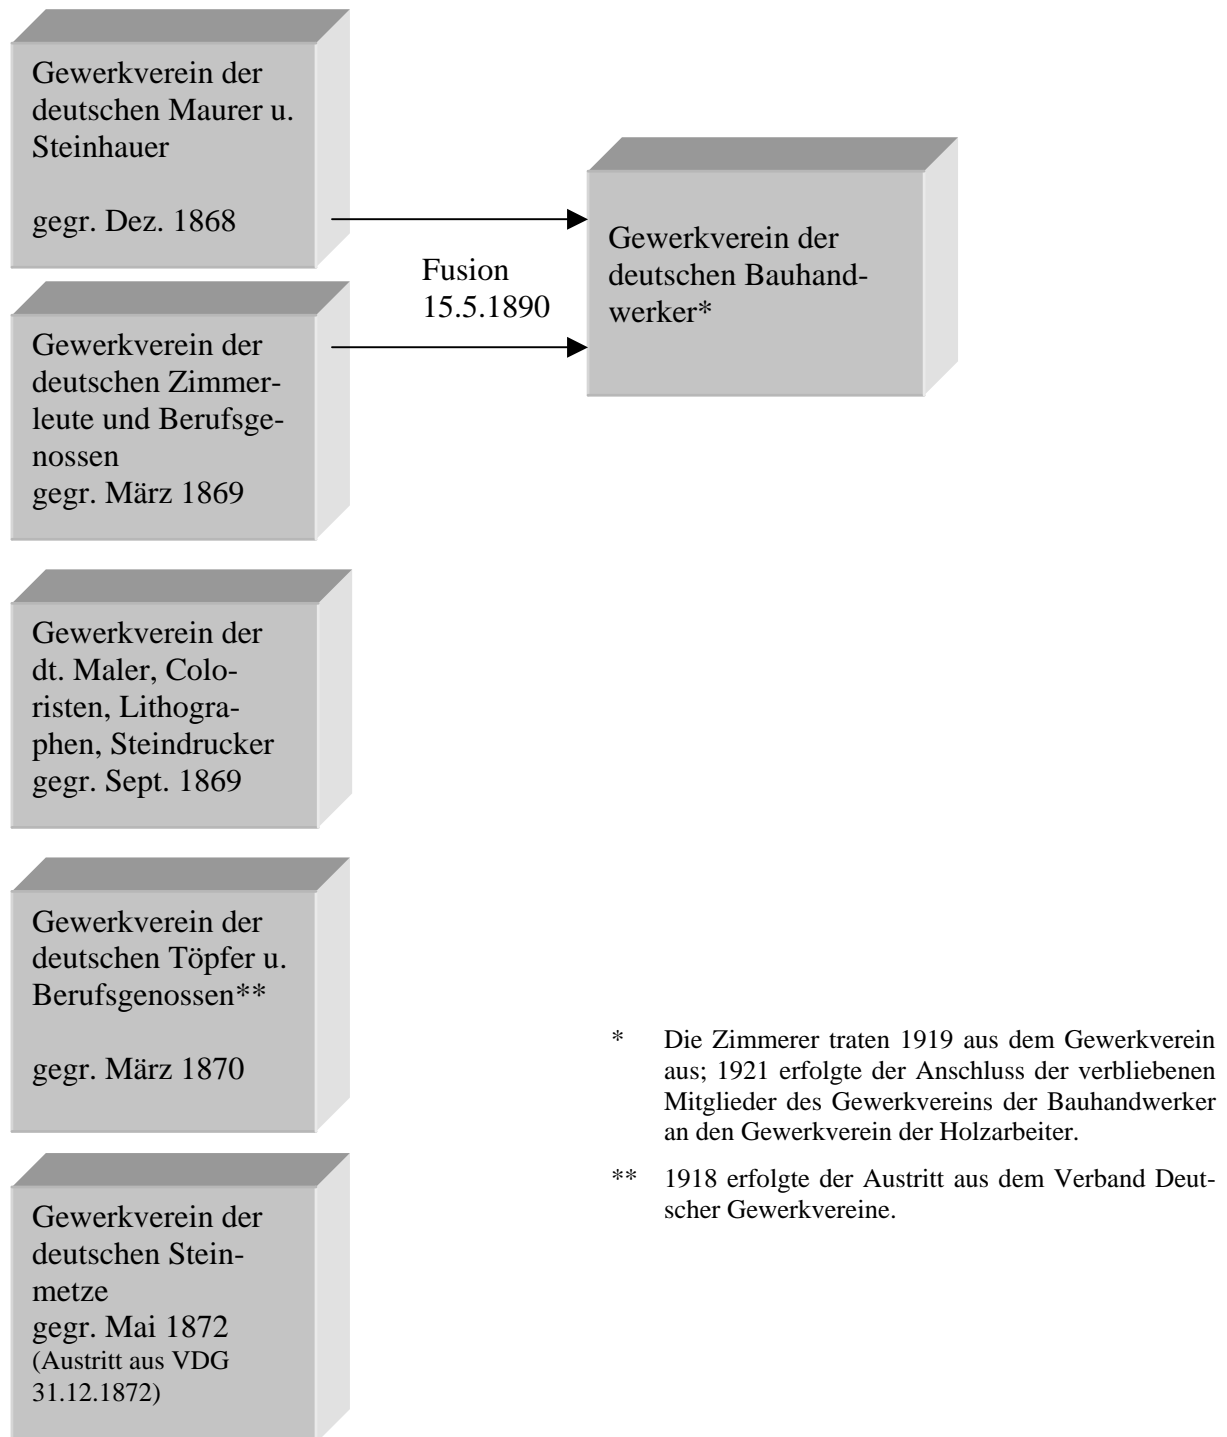 Gewerkverein der
deutschen Maurer u.
Steinhauer
gegr. Dez. 1868
Fusion
15.5.1890
Gewerkverein der
deutschen Bauhand-
werker*
Gewerkverein der
deutschen Zimmer-
leute und Berufsge-
nossen
gegr. März 1869
Gewerkverein der
dt. Maler, Colo-
risten, Lithogra-
phen, Steindrucker
gegr. Sept. 1869
Gewerkverein der
deutschen Töpfer u.
Berufsgenossen**
gegr. März 1870
Gewerkverein der
deutschen Stein-
metze
gegr. Mai 1872
(Austritt aus VDG
31.12.1872)
* Die Zimmerer traten 1919 aus dem Gewerkverein
aus; 1921 erfolgte der Anschluss der verbliebenen
Mitglieder des Gewerkvereins der Bauhandwerker
an den Gewerkverein der Holzarbeiter.
** 1918 erfolgte der Austritt aus dem Verband Deut-
scher Gewerkvereine.